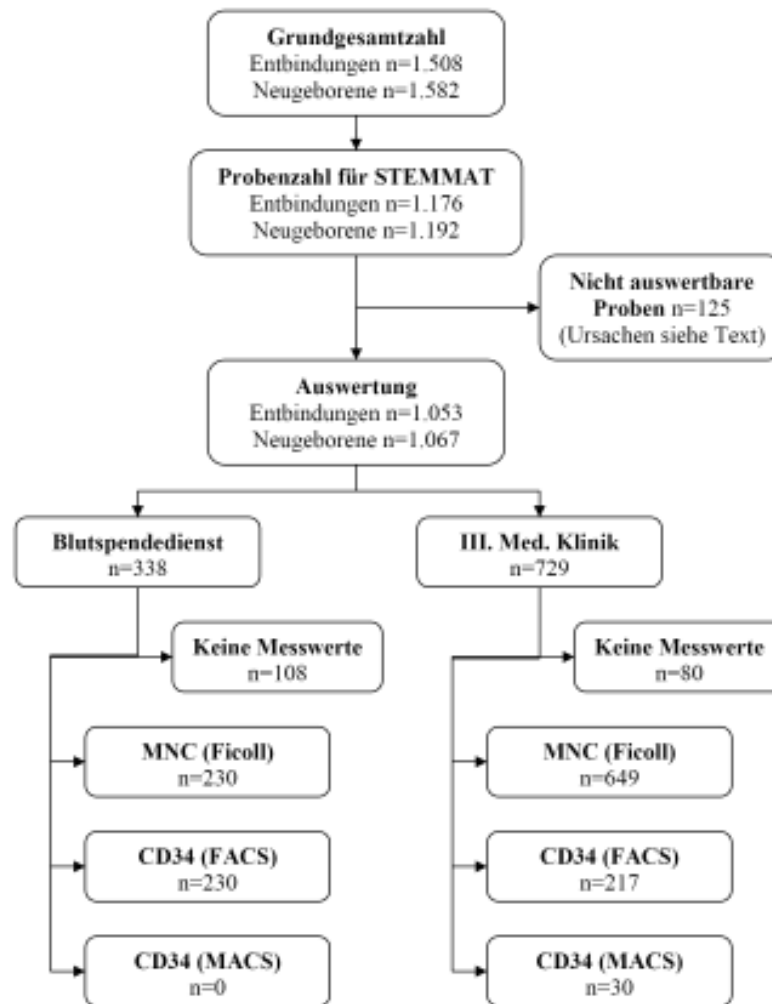 Grundgesamtzahl
Entbindungen n=1.508
Neugeborene n=1.582
Probenzahl für STEMMAT
Entbindungen n=1.176
Neugeborene n=1.192
Nicht auswertbare
Proben n=125
(Ursachen siehe Text)
Auswertung
Entbindungen n=1.053
Neugeborene n=1.067
Blutspendedienst
n=338
Keine Messwerte
n=108
MNC (Ficoll)
n=230
CD34 (FACS)
n=230
CD34 (MACS)
n=0
III. Med. Klinik
n=729
Keine Messwerte
n=80
MNC (Ficoll)
n=649
CD34 (FACS)
n=217
CD34 (MACS)
n=30